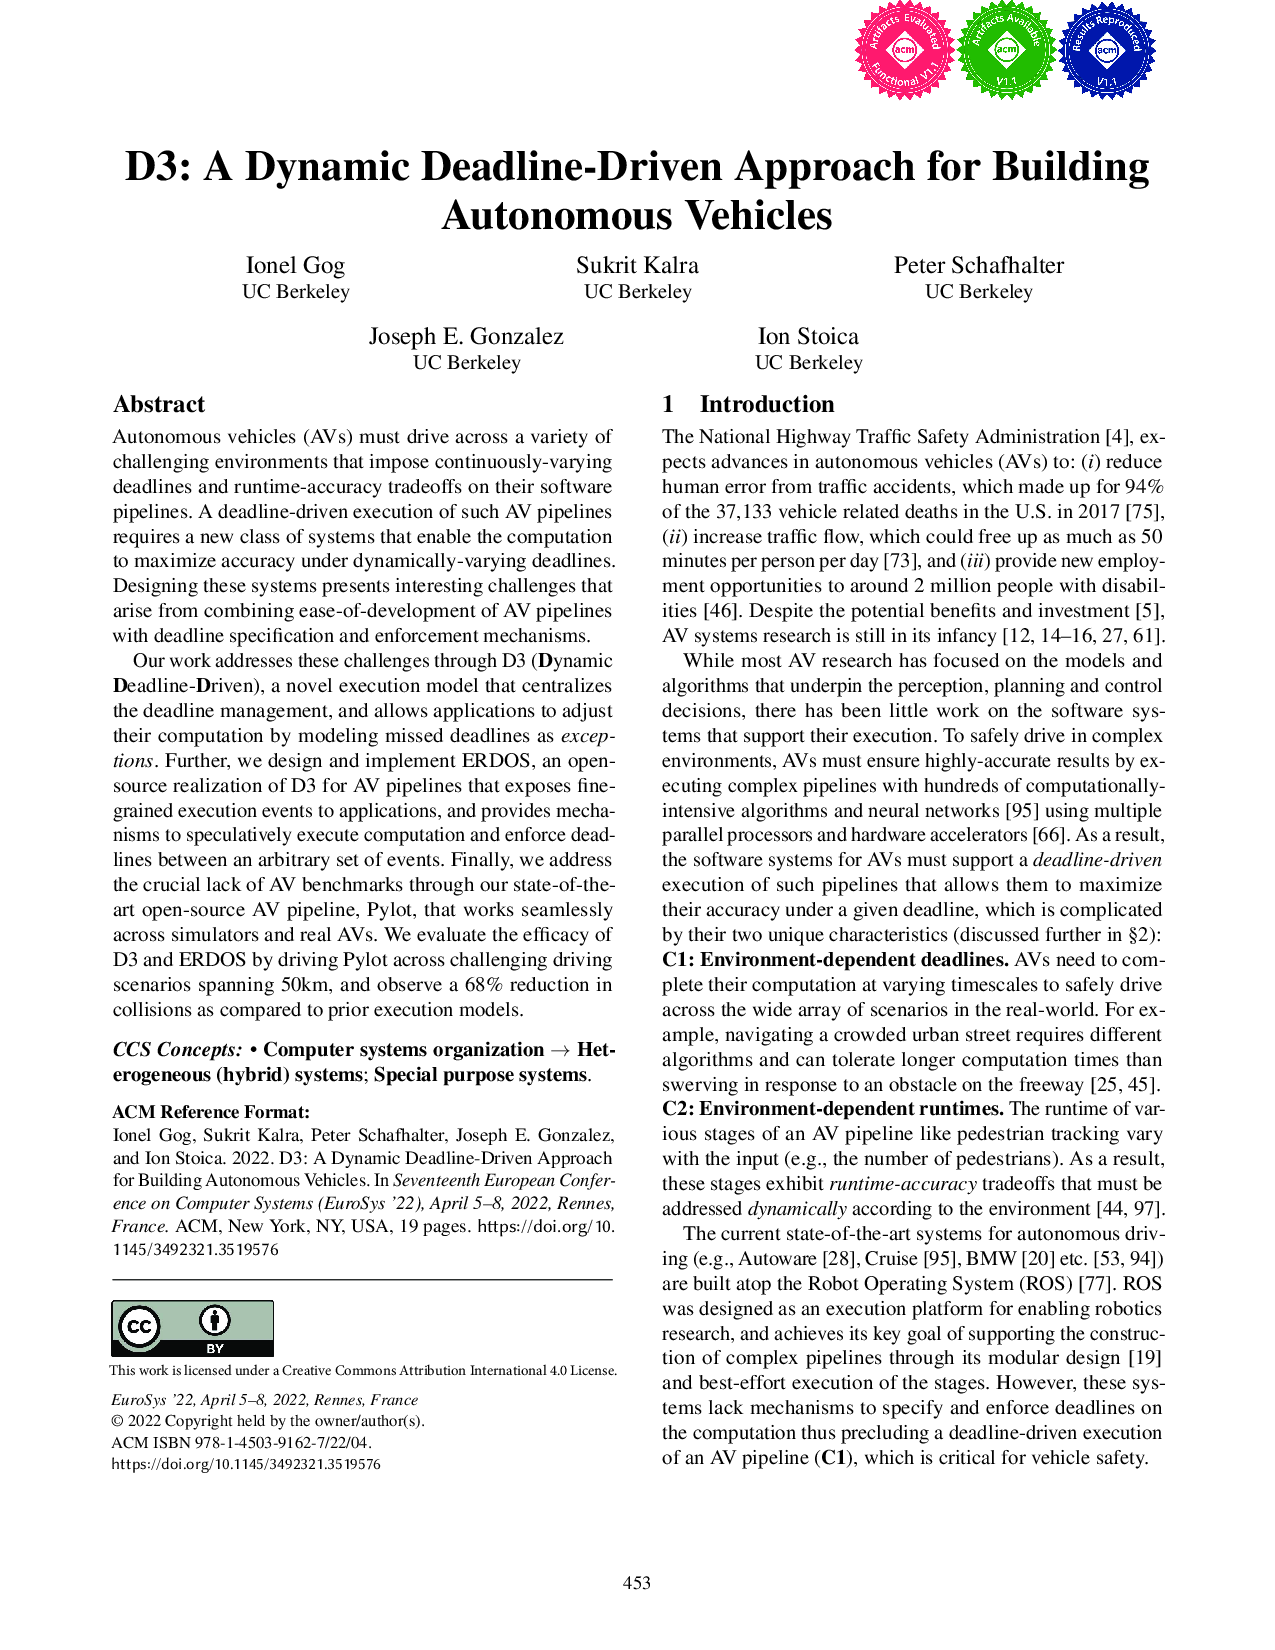 Artifacts Evaluated
acm
Functional V1.1
Artifacts Available
acm
V1.1
Results Reproduced
acm
V1.1
D3: A Dynamic Deadline-Driven Approach for Building
Autonomous Vehicles
Ionel Gog
UC Berkeley
Sukrit Kalra
UC Berkeley
Peter Schafhalter
UC Berkeley
Joseph E. Gonzalez
UC Berkeley
Ion Stoica
UC Berkeley
Abstract
Autonomous vehicles (AVs) must drive across a variety of
challenging environments that impose continuously-varying
deadlines and runtime-accuracy tradeoffs on their software
pipelines. A deadline-driven execution of such AV pipelines
requires a new class of systems that enable the computation
to maximize accuracy under dynamically-varying deadlines.
Designing these systems presents interesting challenges that
arise from combining ease-of-development of AV pipelines
with deadline specification and enforcement mechanisms.
Our work addresses these challenges through D3 (Dynamic
Deadline-Driven), a novel execution model that centralizes
the deadline management, and allows applications to adjust
their computation by modeling missed deadlines as excep-
tions. Further, we design and implement ERDOS, an open-
source realization of D3 for AV pipelines that exposes fine-
grained execution events to applications, and provides mecha-
nisms to speculatively execute computation and enforce dead-
lines between an arbitrary set of events. Finally, we address
the crucial lack of AV benchmarks through our state-of-the-
art open-source AV pipeline, Pylot, that works seamlessly
across simulators and real AVs. We evaluate the efficacy of
D3 and ERDOS by driving Pylot across challenging driving
scenarios spanning 50km, and observe a 68% reduction in
collisions as compared to prior execution models.
CCS Concepts: • Computer systems organization → Het-
erogeneous (hybrid) systems; Special purpose systems.
ACM Reference Format:
Ionel Gog, Sukrit Kalra, Peter Schafhalter, Joseph E. Gonzalez,
and Ion Stoica. 2022. D3: A Dynamic Deadline-Driven Approach
for Building Autonomous Vehicles. In Seventeenth European Confer-
ence on Computer Systems (EuroSys ’22), April 5–8, 2022, Rennes,
France. ACM, New York, NY, USA, 19 pages. https://doi.org/10.
1145/3492321.3519576
cc
BY
This work is licensed under a Creative Commons Attribution International 4.0 License.
EuroSys ’22, April 5–8, 2022, Rennes, France
© 2022 Copyright held by the owner/author(s).
ACM ISBN 978-1-4503-9162-7/22/04.
https://doi.org/10.1145/3492321.3519576
1 Introduction
The National Highway Traffic Safety Administration [4], ex-
pects advances in autonomous vehicles (AVs) to: (i) reduce
human error from traffic accidents, which made up for 94%
of the 37,133 vehicle related deaths in the U.S. in 2017 [75],
(ii) increase traffic flow, which could free up as much as 50
minutes per person per day [73], and (iii) provide new employ-
ment opportunities to around 2 million people with disabil-
ities [46]. Despite the potential benefits and investment [5],
AV systems research is still in its infancy [12, 14–16, 27, 61].
While most AV research has focused on the models and
algorithms that underpin the perception, planning and control
decisions, there has been little work on the software sys-
tems that support their execution. To safely drive in complex
environments, AVs must ensure highly-accurate results by ex-
ecuting complex pipelines with hundreds of computationally-
intensive algorithms and neural networks [95] using multiple
parallel processors and hardware accelerators [66]. As a result,
the software systems for AVs must support a deadline-driven
execution of such pipelines that allows them to maximize
their accuracy under a given deadline, which is complicated
by their two unique characteristics (discussed further in §2):
C1: Environment-dependent deadlines. AVs need to com-
plete their computation at varying timescales to safely drive
across the wide array of scenarios in the real-world. For ex-
ample, navigating a crowded urban street requires different
algorithms and can tolerate longer computation times than
swerving in response to an obstacle on the freeway [25, 45].
C2: Environment-dependent runtimes. The runtime of var-
ious stages of an AV pipeline like pedestrian tracking vary
with the input (e.g., the number of pedestrians). As a result,
these stages exhibit runtime-accuracy tradeoffs that must be
addressed dynamically according to the environment [44, 97].
The current state-of-the-art systems for autonomous driv-
ing (e.g., Autoware [28], Cruise [95], BMW [20] etc. [53, 94])
are built atop the Robot Operating System (ROS) [77]. ROS
was designed as an execution platform for enabling robotics
research, and achieves its key goal of supporting the construc-
tion of complex pipelines through its modular design [19]
and best-effort execution of the stages. However, these sys-
tems lack mechanisms to specify and enforce deadlines on
the computation thus precluding a deadline-driven execution
of an AV pipeline (C1), which is critical for vehicle safety.
453